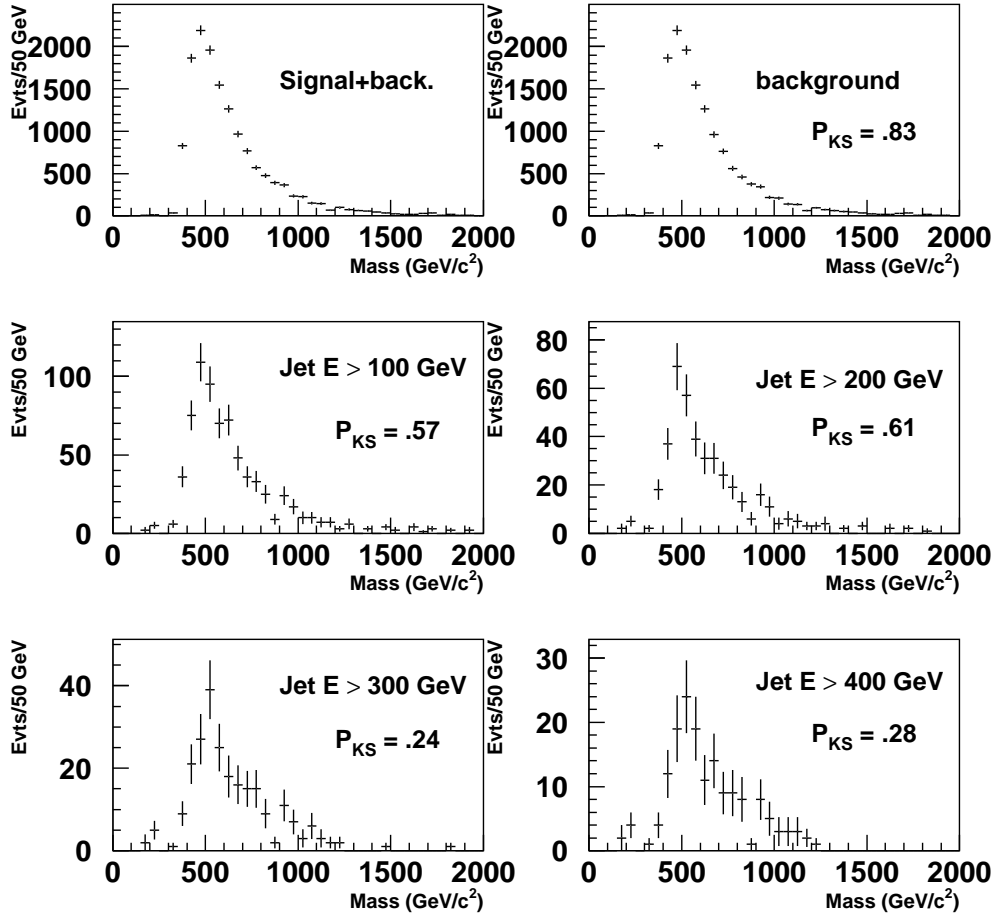 Evts/50 GeV
2000
1500
1000
500
0
Signal+back.
0 500 1000 1500 2000
Mass (GeV/c²)
Evts/50 GeV
2000
1500
1000
500
0
background
P_KS = .83
0 500 1000 1500 2000
Mass (GeV/c²)
Evts/50 GeV
100
50
0
Jet E > 100 GeV
P_KS = .57
0 500 1000 1500 2000
Mass (GeV/c²)
Evts/50 GeV
80
60
40
20
0
Jet E > 200 GeV
P_KS = .61
0 500 1000 1500 2000
Mass (GeV/c²)
Evts/50 GeV
40
20
0
Jet E > 300 GeV
P_KS = .24
0 500 1000 1500 2000
Mass (GeV/c²)
Evts/50 GeV
30
20
10
0
Jet E > 400 GeV
P_KS = .28
0 500 1000 1500 2000
Mass (GeV/c²)